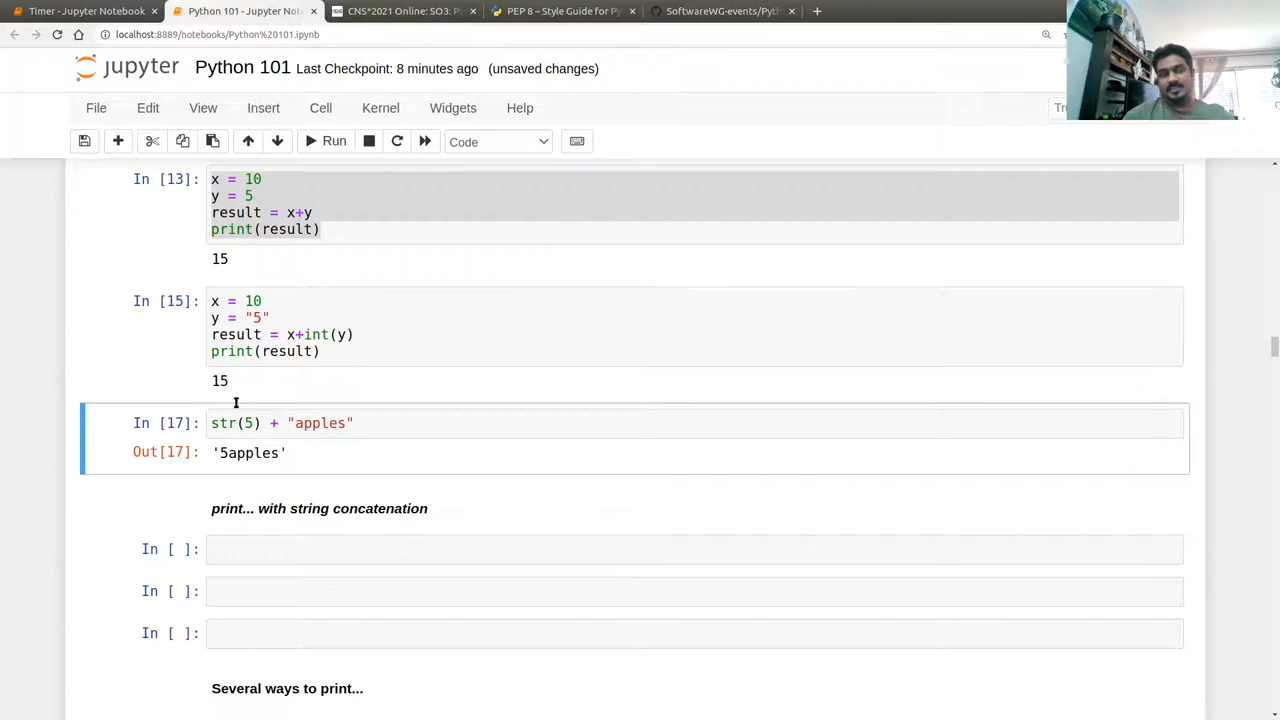 Timer - Jupyter Notebook
Python 101 - Jupyter Not
CNS*2021 Online: SO3: P
PEP 8 – Style Guide for P
SoftwareWG-events/Pyt
localhost:8889/notebooks/Python%20101.ipynb
jupyter Python 101 Last Checkpoint: 8 minutes ago (unsaved changes)
File Edit View Insert Cell Kernel Widgets Help
Run Code
In [13]: x = 10
y = 5
result = x+y
print(result)
15
In [15]: x = 10
y = "5"
result = x+int(y)
print(result)
15
In [17]: str(5) + "apples"
Out[17]: '5apples'
print... with string concatenation
In [ ]:
In [ ]:
In [ ]:
Several ways to print...